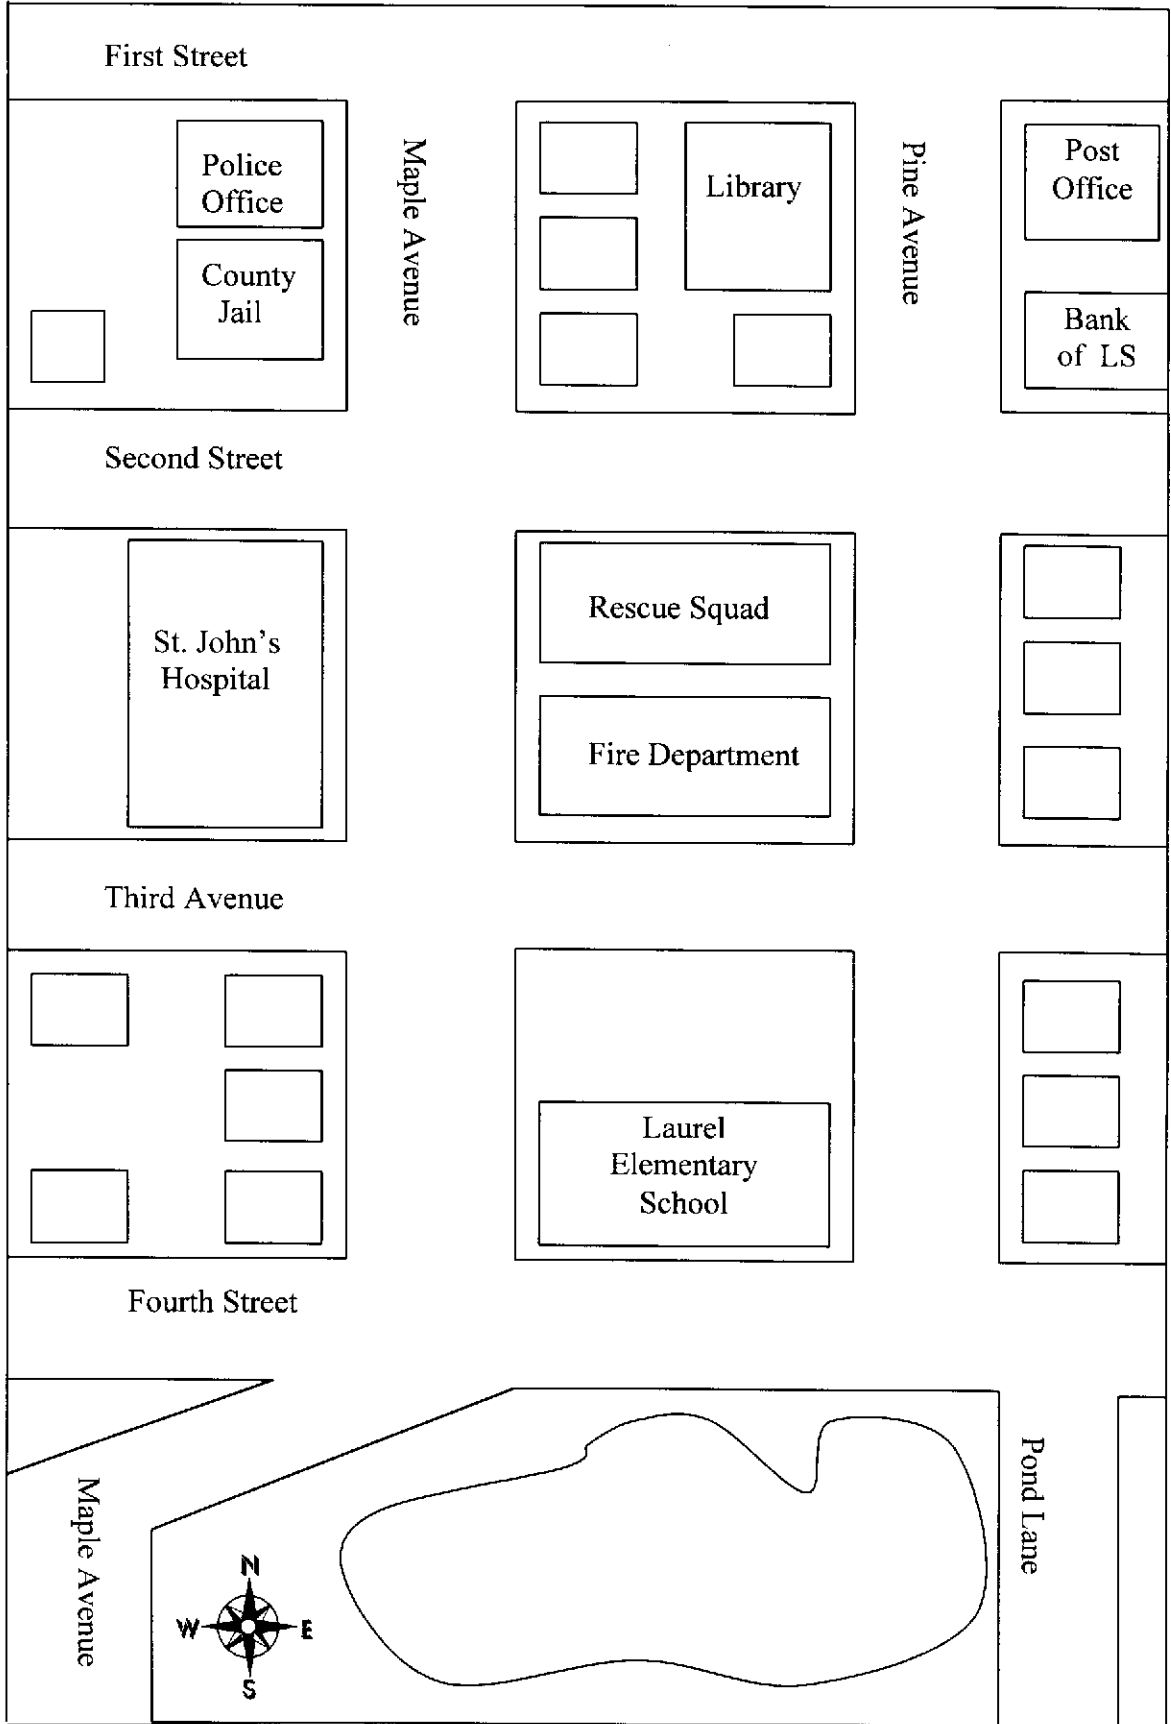 First Street
Police
Office
Maple Avenue
Library
Pine Avenue
Post
Office
County
Jail
Bank
of LS
Second Street
St. John's
Hospital
Rescue Squad
Fire Department
Third Avenue
Laurel
Elementary
School
Fourth Street
Maple Avenue
Pond Lane
N
W
E
S